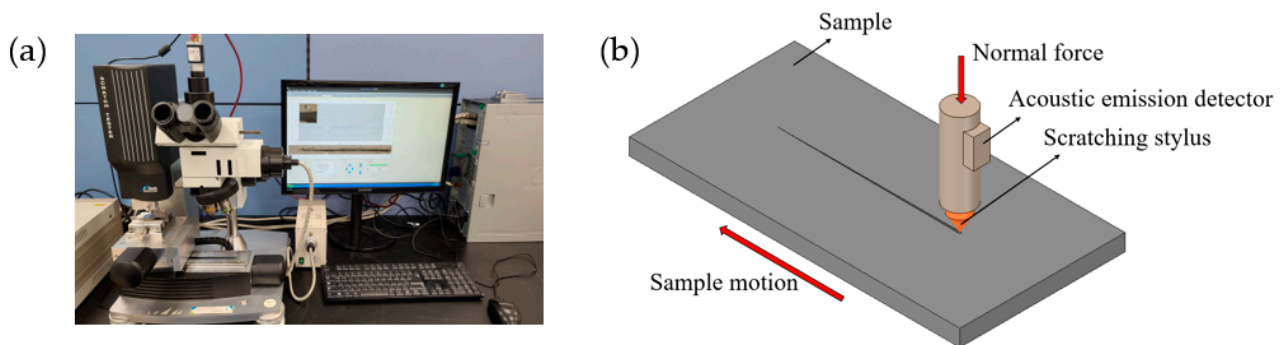 (a)
(b)
Sample
Normal force
Acoustic emission detector
Scratching stylus
Sample motion